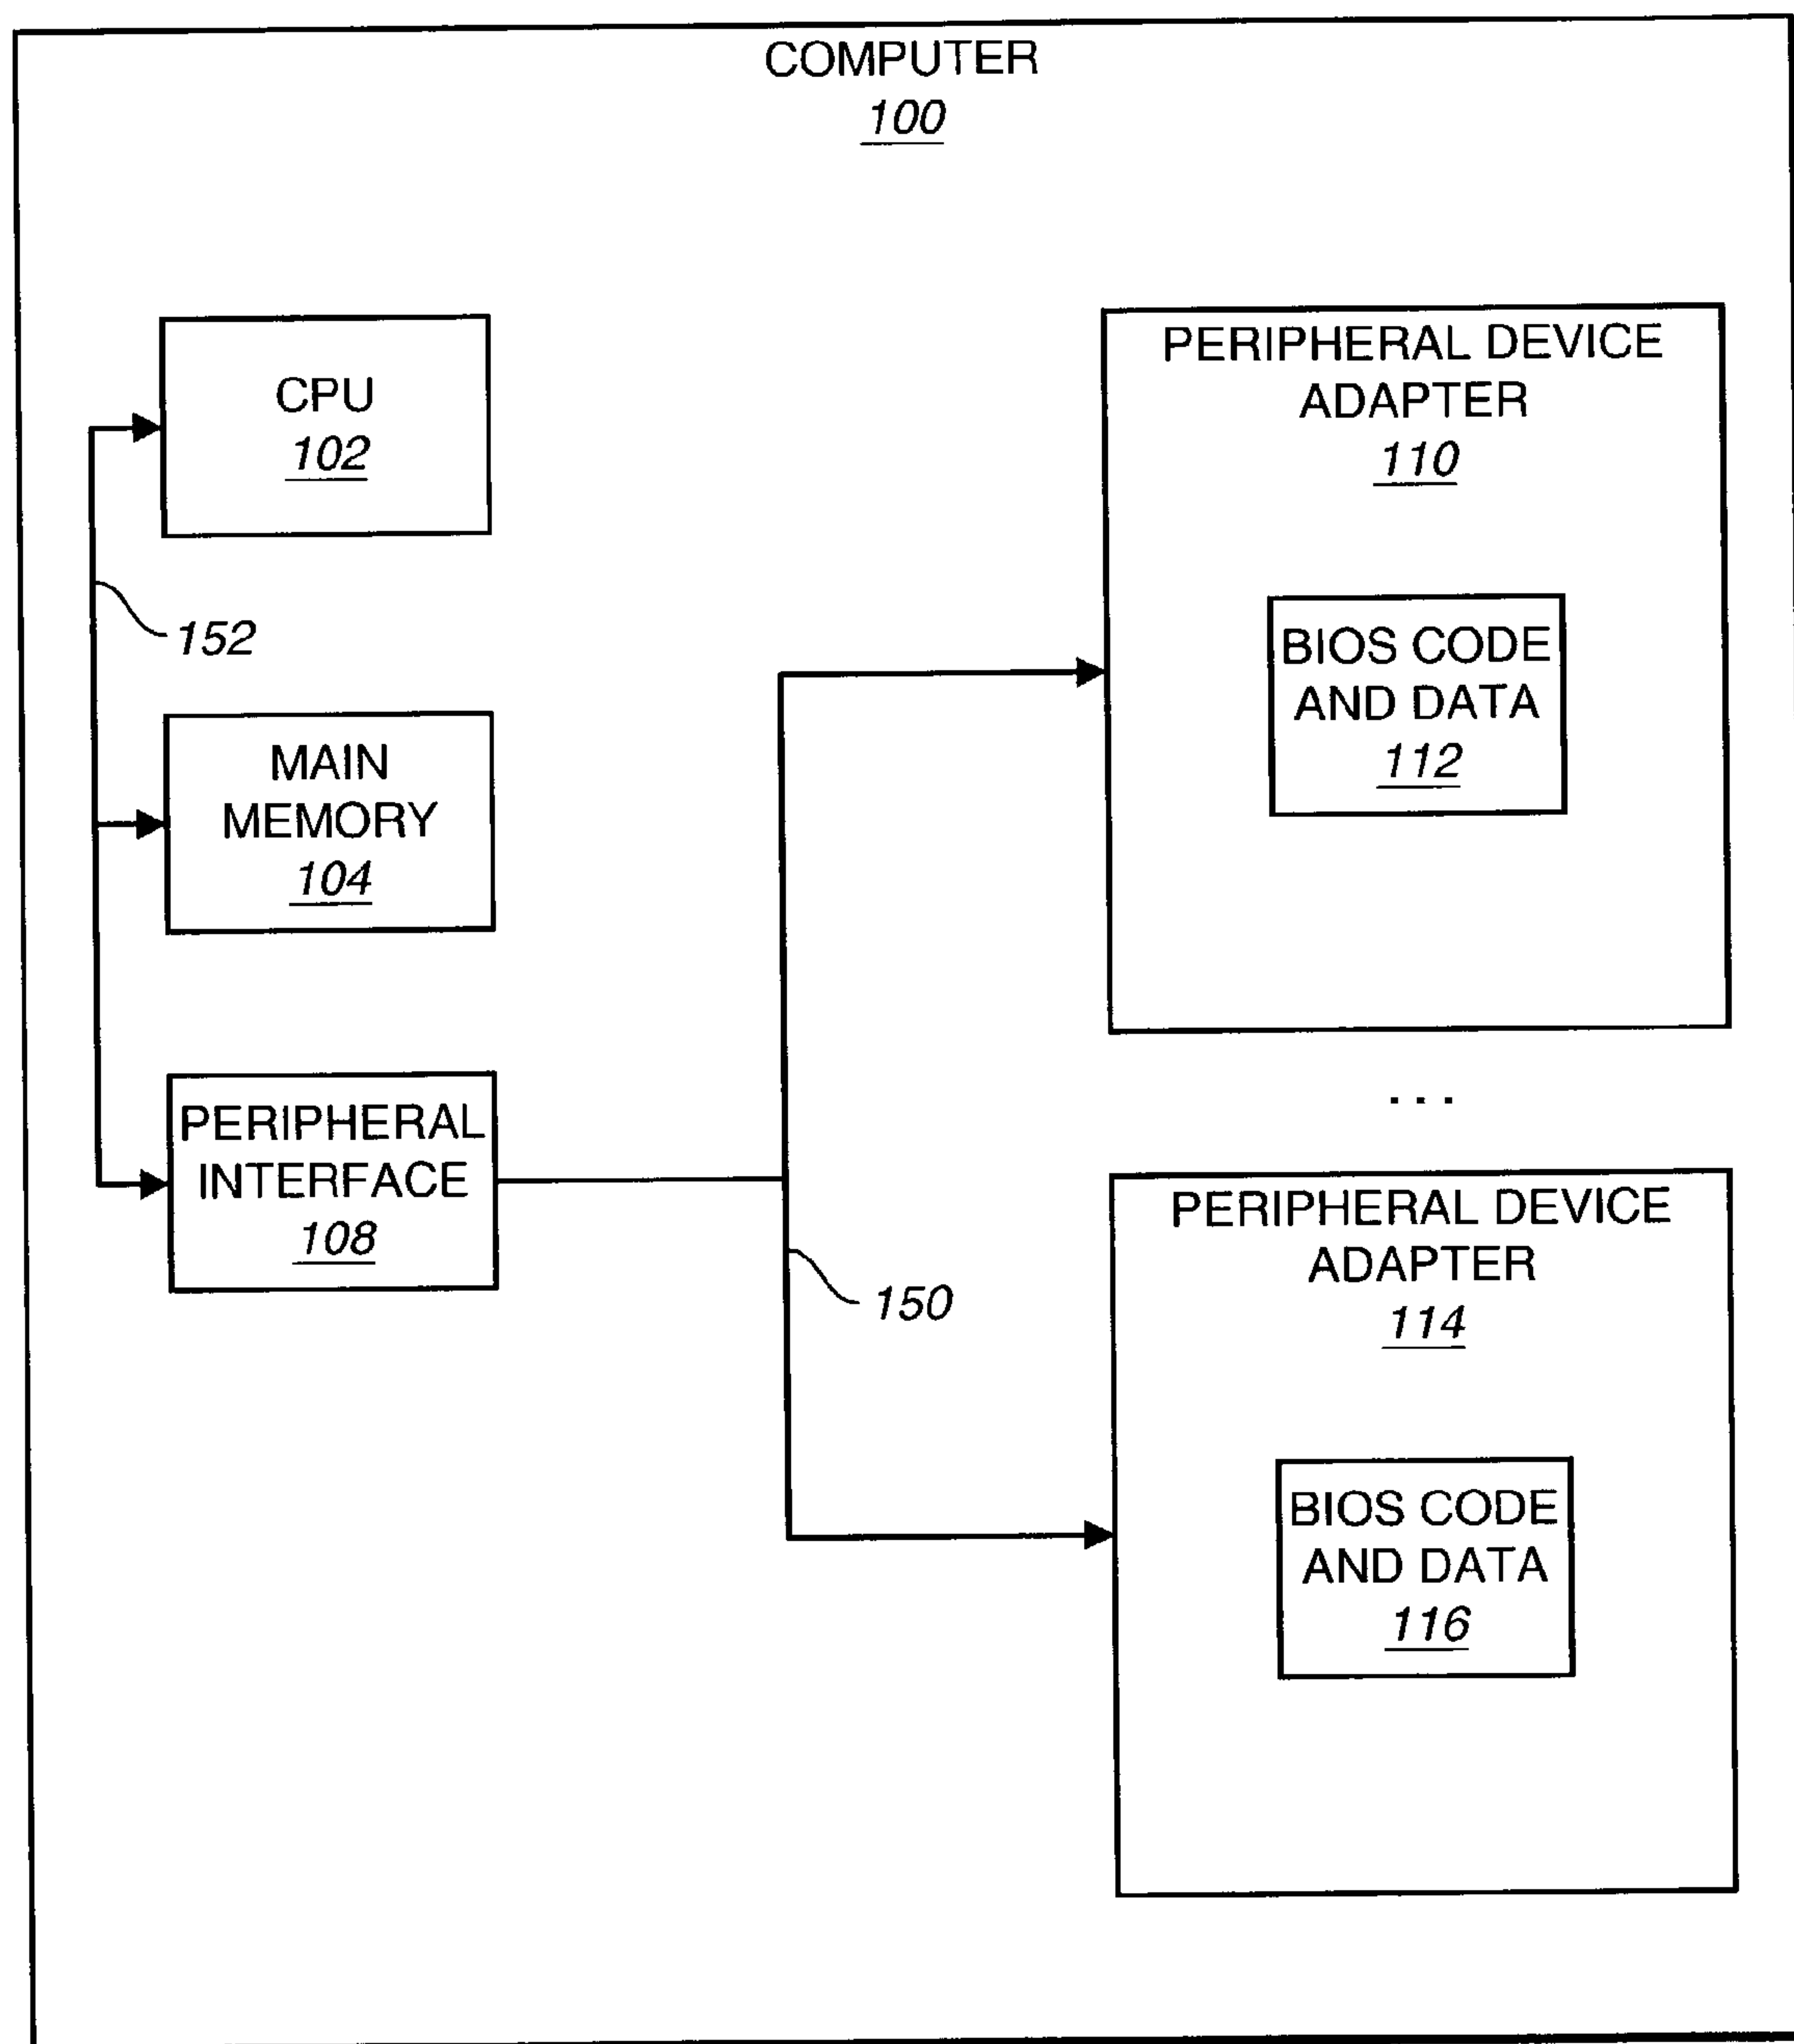 COMPUTER
100
CPU
102
152
MAIN
MEMORY
104
PERIPHERAL
INTERFACE
108
150
PERIPHERAL DEVICE
ADAPTER
110
BIOS CODE
AND DATA
112
...
PERIPHERAL DEVICE
ADAPTER
114
BIOS CODE
AND DATA
116